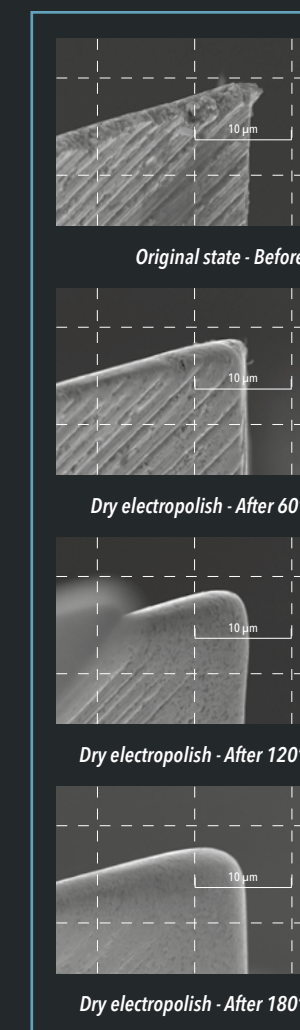 10 µm
Original state - Before
10 µm
Dry electropolish - After 60
10 µm
Dry electropolish - After 120
10 µm
Dry electropolish - After 180